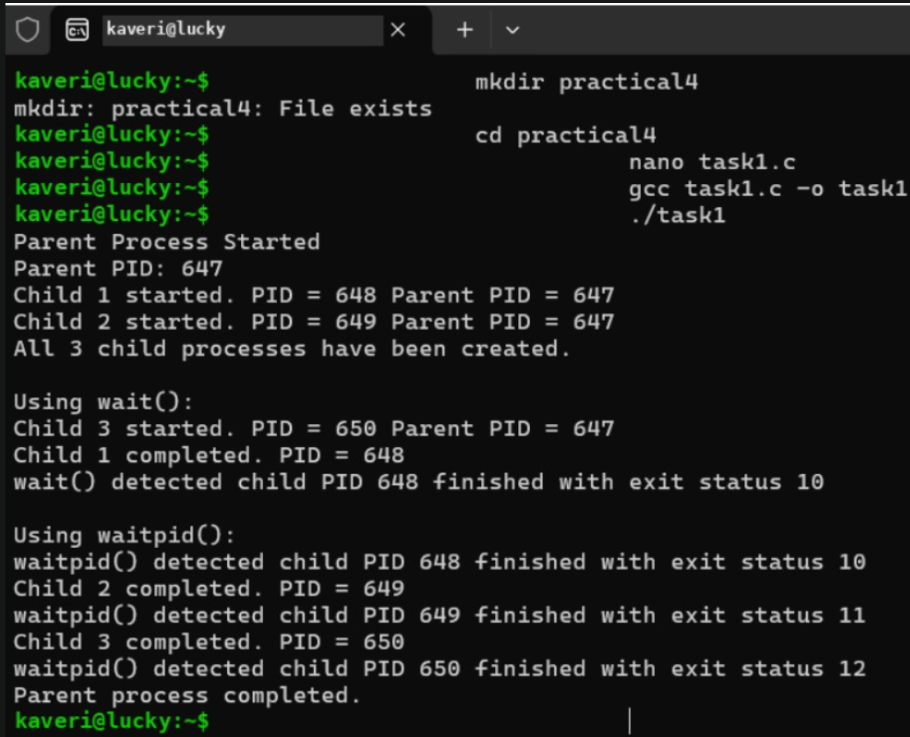 kaveri@lucky
kaveri@lucky:~$ mkdir practical4
mkdir: practical4: File exists
kaveri@lucky:~$ cd practical4
kaveri@lucky:~$ nano task1.c
kaveri@lucky:~$ gcc task1.c -o task1
kaveri@lucky:~$ ./task1
Parent Process Started
Parent PID: 647
Child 1 started. PID = 648 Parent PID = 647
Child 2 started. PID = 649 Parent PID = 647
All 3 child processes have been created.
Using wait():
Child 3 started. PID = 650 Parent PID = 647
Child 1 completed. PID = 648
wait() detected child PID 648 finished with exit status 10
Using waitpid():
waitpid() detected child PID 648 finished with exit status 10
Child 2 completed. PID = 649
waitpid() detected child PID 649 finished with exit status 11
Child 3 completed. PID = 650
waitpid() detected child PID 650 finished with exit status 12
Parent process completed.
kaveri@lucky:~$